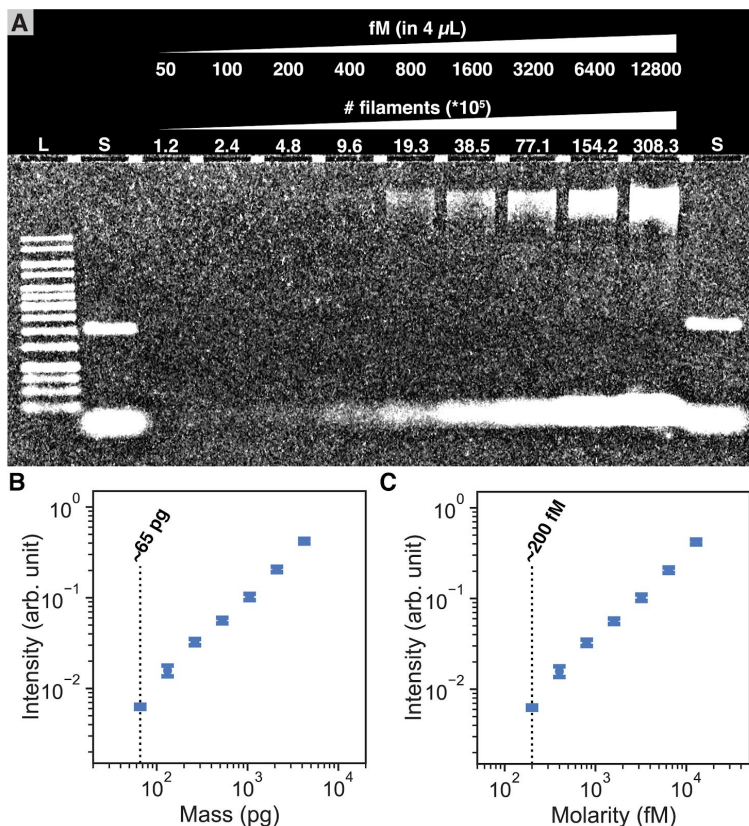 A
fM (in 4 µL)
50 100 200 400 800 1600 3200 6400 12800
# filaments (*10⁵)
L S 1.2 2.4 4.8 9.6 19.3 38.5 77.1 154.2 308.3 S
B
~65 pg
10⁰
10⁻¹
10⁻²
Intensity (arb. unit)
10² 10³ 10⁴
Mass (pg)
C
~200 fM
10⁰
10⁻¹
10⁻²
Intensity (arb. unit)
10² 10³ 10⁴
Molarity (fM)